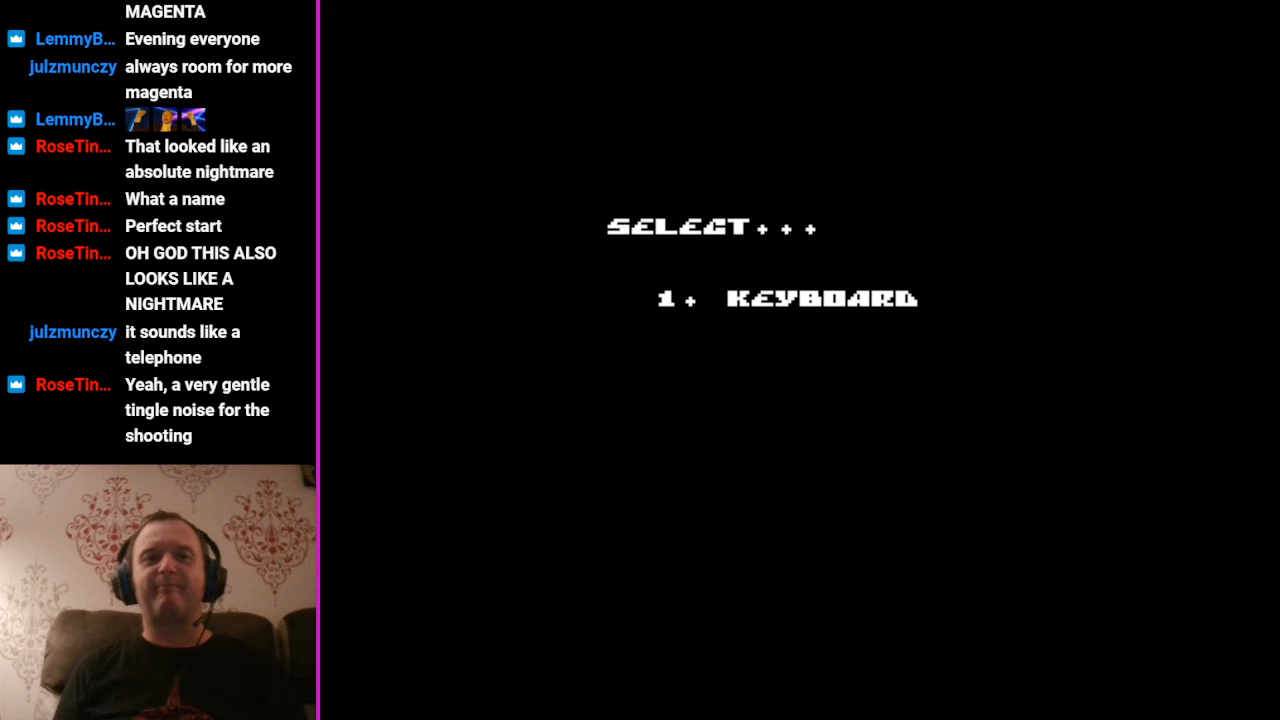 MAGENTA
LemmyB... Evening everyone
julzmunczy always room for more
magenta
LemmyB...
RoseTin... That looked like an
absolute nightmare
RoseTin... What a name
RoseTin... Perfect start
RoseTin... OH GOD THIS ALSO
LOOKS LIKE A
NIGHTMARE
julzmunczy it sounds like a
telephone
RoseTin... Yeah, a very gentle
tingle noise for the
shooting
SELECT+++
1+ KEYBOARD